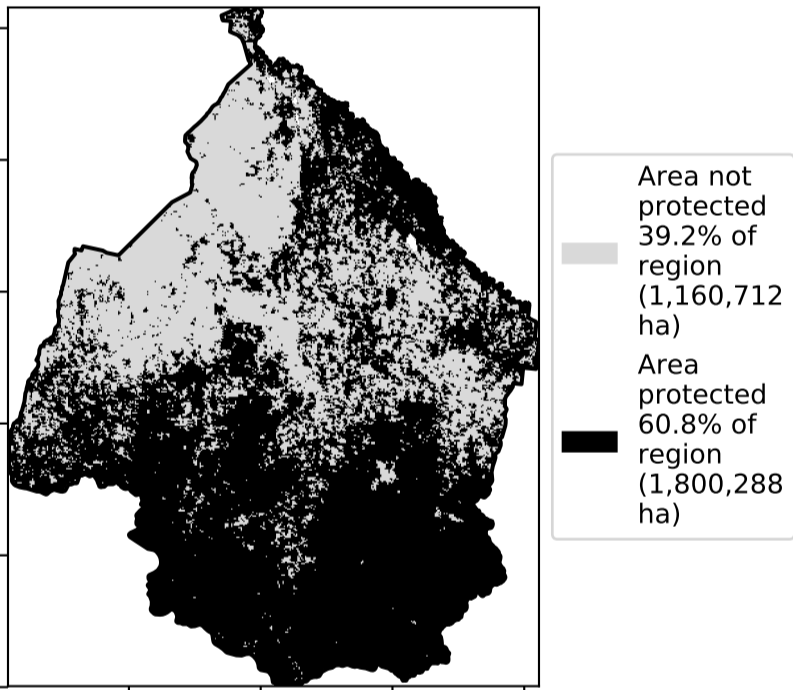 Area not
protected
39.2% of
region
(1,160,712
ha)
Area
protected
60.8% of
region
(1,800,288
ha)